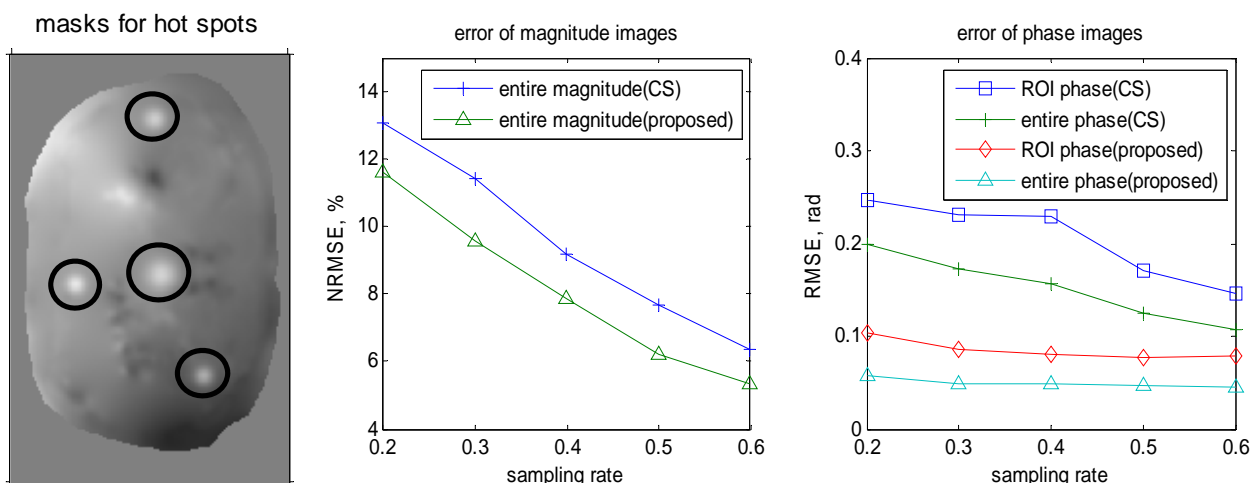 masks for hot spots
error of magnitude images
15
14
12
10
8
6
4
0.2
0.3
0.4
0.5
0.6
NRMSE, %
sampling rate
entire magnitude(CS)
entire magnitude(proposed)
error of phase images
0.4
0.3
0.2
0.1
0
0.2
0.3
0.4
0.5
0.6
RMSE, rad
sampling rate
ROI phase(CS)
entire phase(CS)
ROI phase(proposed)
entire phase(proposed)